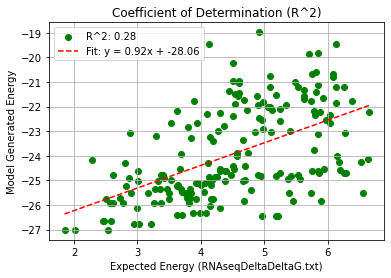 Coefficient of Determination (R^2)
R^2: 0.28
Fit: y = 0.92x + -28.06
Model Generated Energy
−19
−20
−21
−22
−23
−24
−25
−26
−27
2
3
4
5
6
Expected Energy (RNAseqDeltaDeltaG.txt)